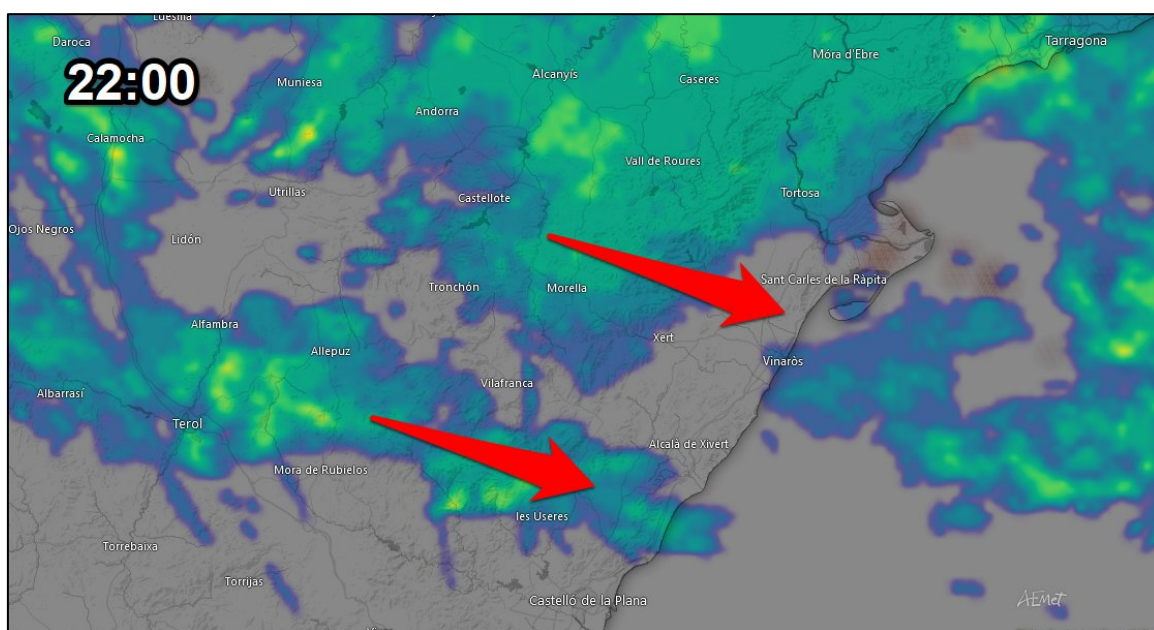 Luesma
Daroca
22:00
Muniesa
Alcanyís
Caseres
Móra d'Ebre
Tarragona
Andorra
Calamocha
Vall de Roures
Utrillas
Castellote
Tortosa
Ojos Negros
Lidón
Tronchón
Morella
Sant Carles de la Ràpita
Alfambra
Allepuz
Xert
Vinaròs
Albarrasí
Vilafranca
Terol
Alcalà de Xivert
Mora de Rubielos
les Useres
Torrebaixa
Torrijas
Castelló de la Plana
AEMet